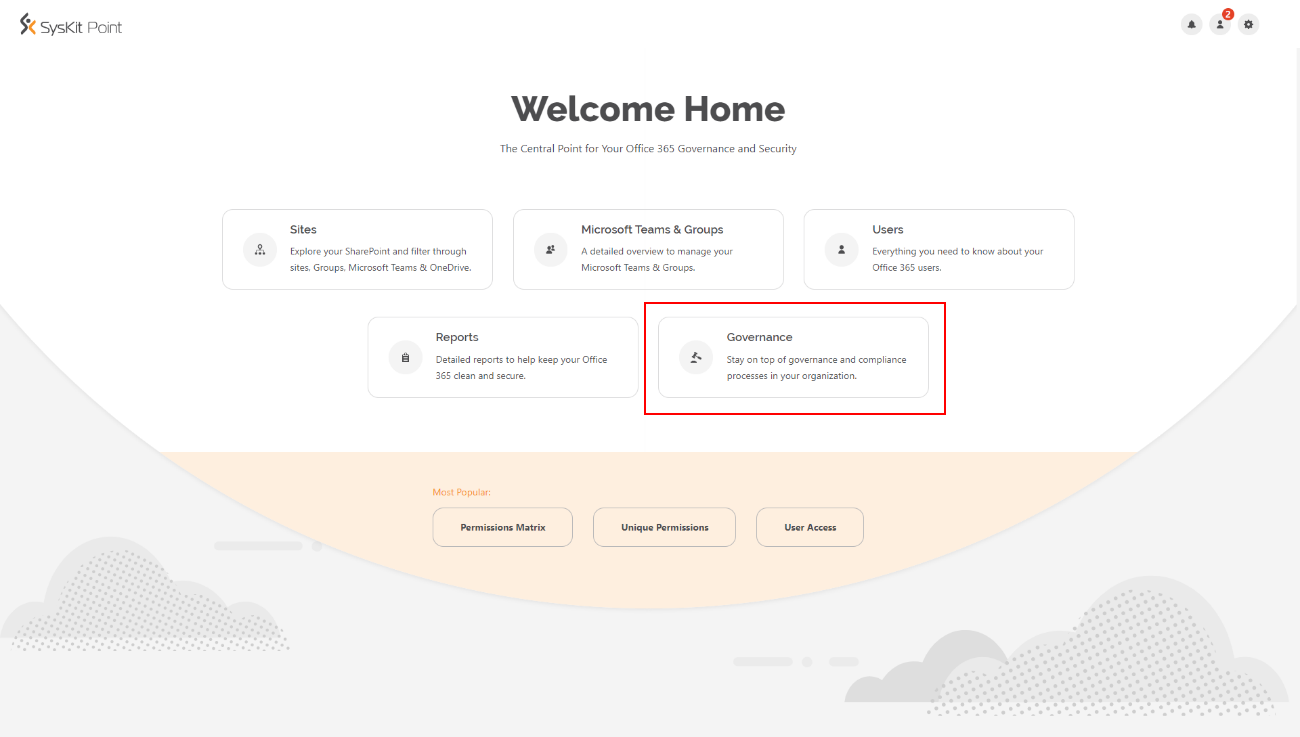 SysKit Point
2
Welcome Home
The Central Point for Your Office 365 Governance and Security
Sites
Explore your SharePoint and filter through
sites, Groups, Microsoft Teams & OneDrive.
Microsoft Teams & Groups
A detailed overview to manage your
Microsoft Teams & Groups.
Users
Everything you need to know about your
Office 365 users.
Reports
Detailed reports to help keep your Office
365 clean and secure.
Governance
Stay on top of governance and compliance
processes in your organization.
Most Popular:
Permissions Matrix
Unique Permissions
User Access